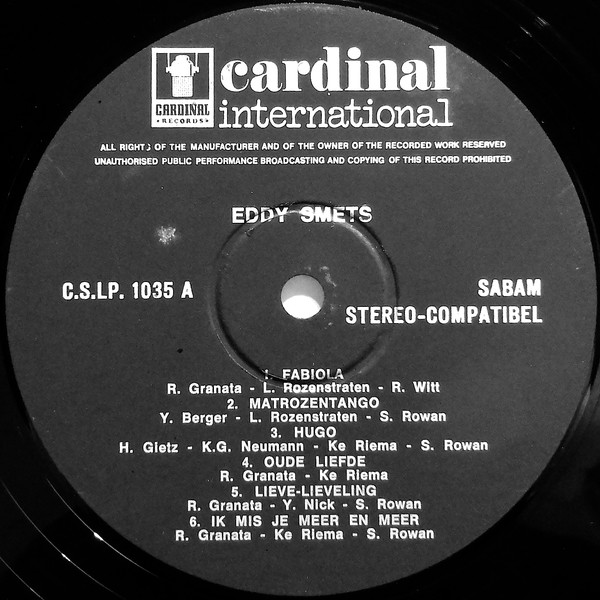 CARDINAL
RECORDS
cardinal
international
ALL RIGHTS OF THE MANUFACTURER AND OF THE OWNER OF THE RECORDED WORK RESERVED
UNAUTHORISED PUBLIC PERFORMANCE BROADCASTING AND COPYING OF THIS RECORD PROHIBITED
EDDY SMETS
C.S.LP. 1035 A
SABAM
STEREO-COMPATIBEL
1. FABIOLA
R. Granata - L. Rozenstraten - R. Witt
2. MATROZENTANGO
Y. Berger - L. Rozenstraten - S. Rowan
3. HUGO
H. Gietz - K.G. Neumann - Ke Riema - S. Rowan
4. OUDE LIEFDE
R. Granata - Ke Riema
5. LIEVE-LIEVELING
R. Granata - Y. Nick - S. Rowan
6. IK MIS JE MEER EN MEER
R. Granata - Ke Riema - S. Rowan